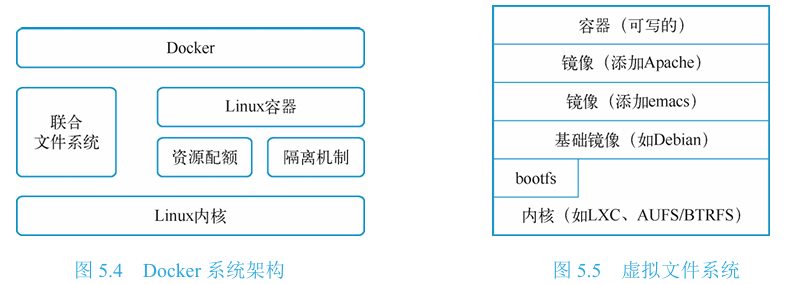 Docker
联合
文件系统
Linux容器
资源配额
隔离机制
Linux内核
图 5.4 Docker 系统架构
容器（可写的）
镜像（添加Apache）
镜像（添加emacs）
基础镜像（如Debian）
bootfs
内核（如LXC、AUFS/BTRFS）
图 5.5 虚拟文件系统